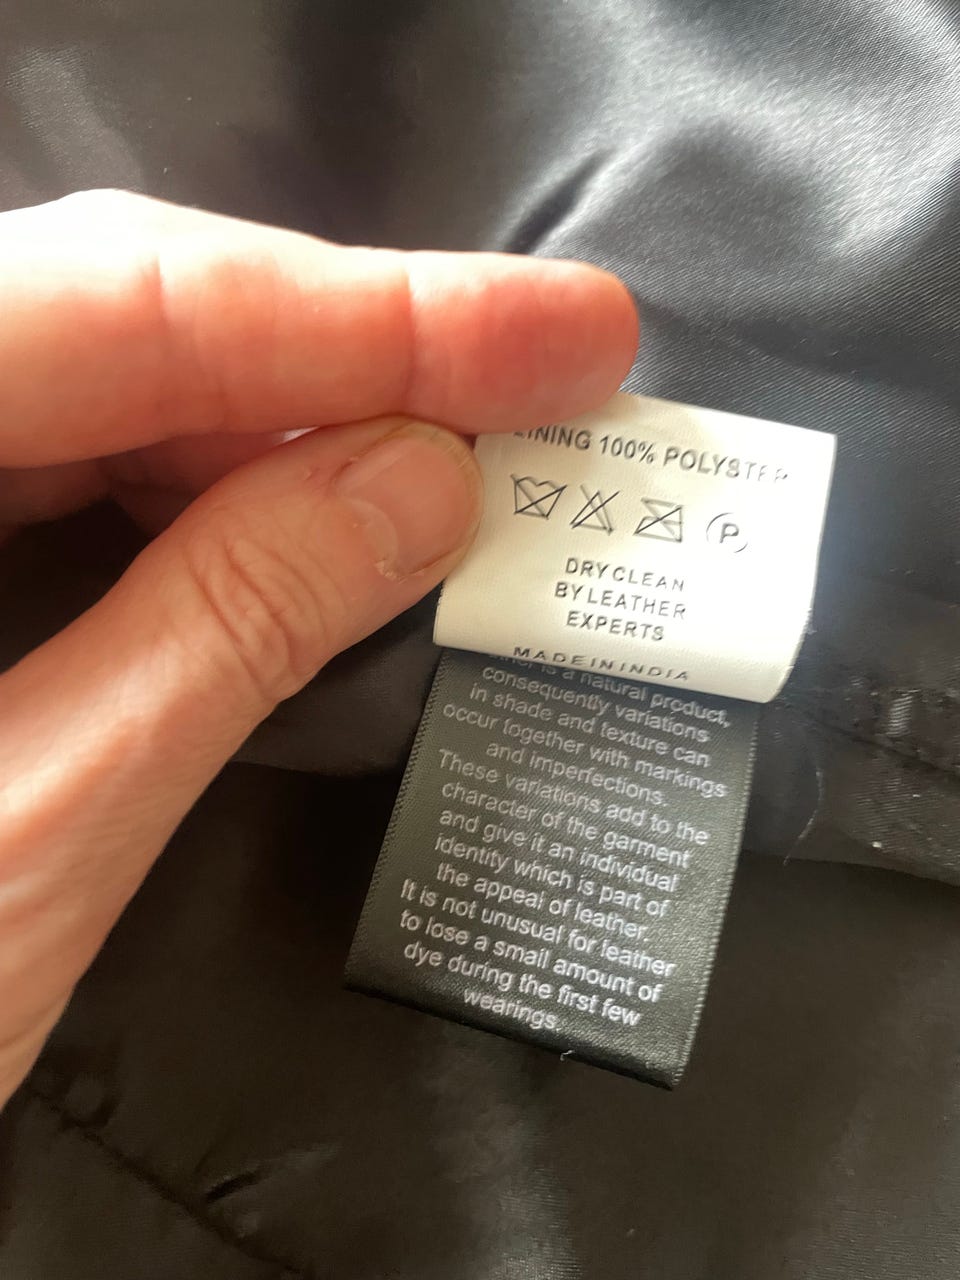 LINING 100% POLYSTER
P
DRY CLEAN
BY LEATHER
EXPERTS
MADE IN INDIA
is a natural product,
consequently variations
in shade and texture can
occur together with markings
and imperfections.
These variations add to the
character of the garment
and give it an individual
identity which is part of
the appeal of leather.
It is not unusual for leather
to lose a small amount of
dye during the first few
wearings.